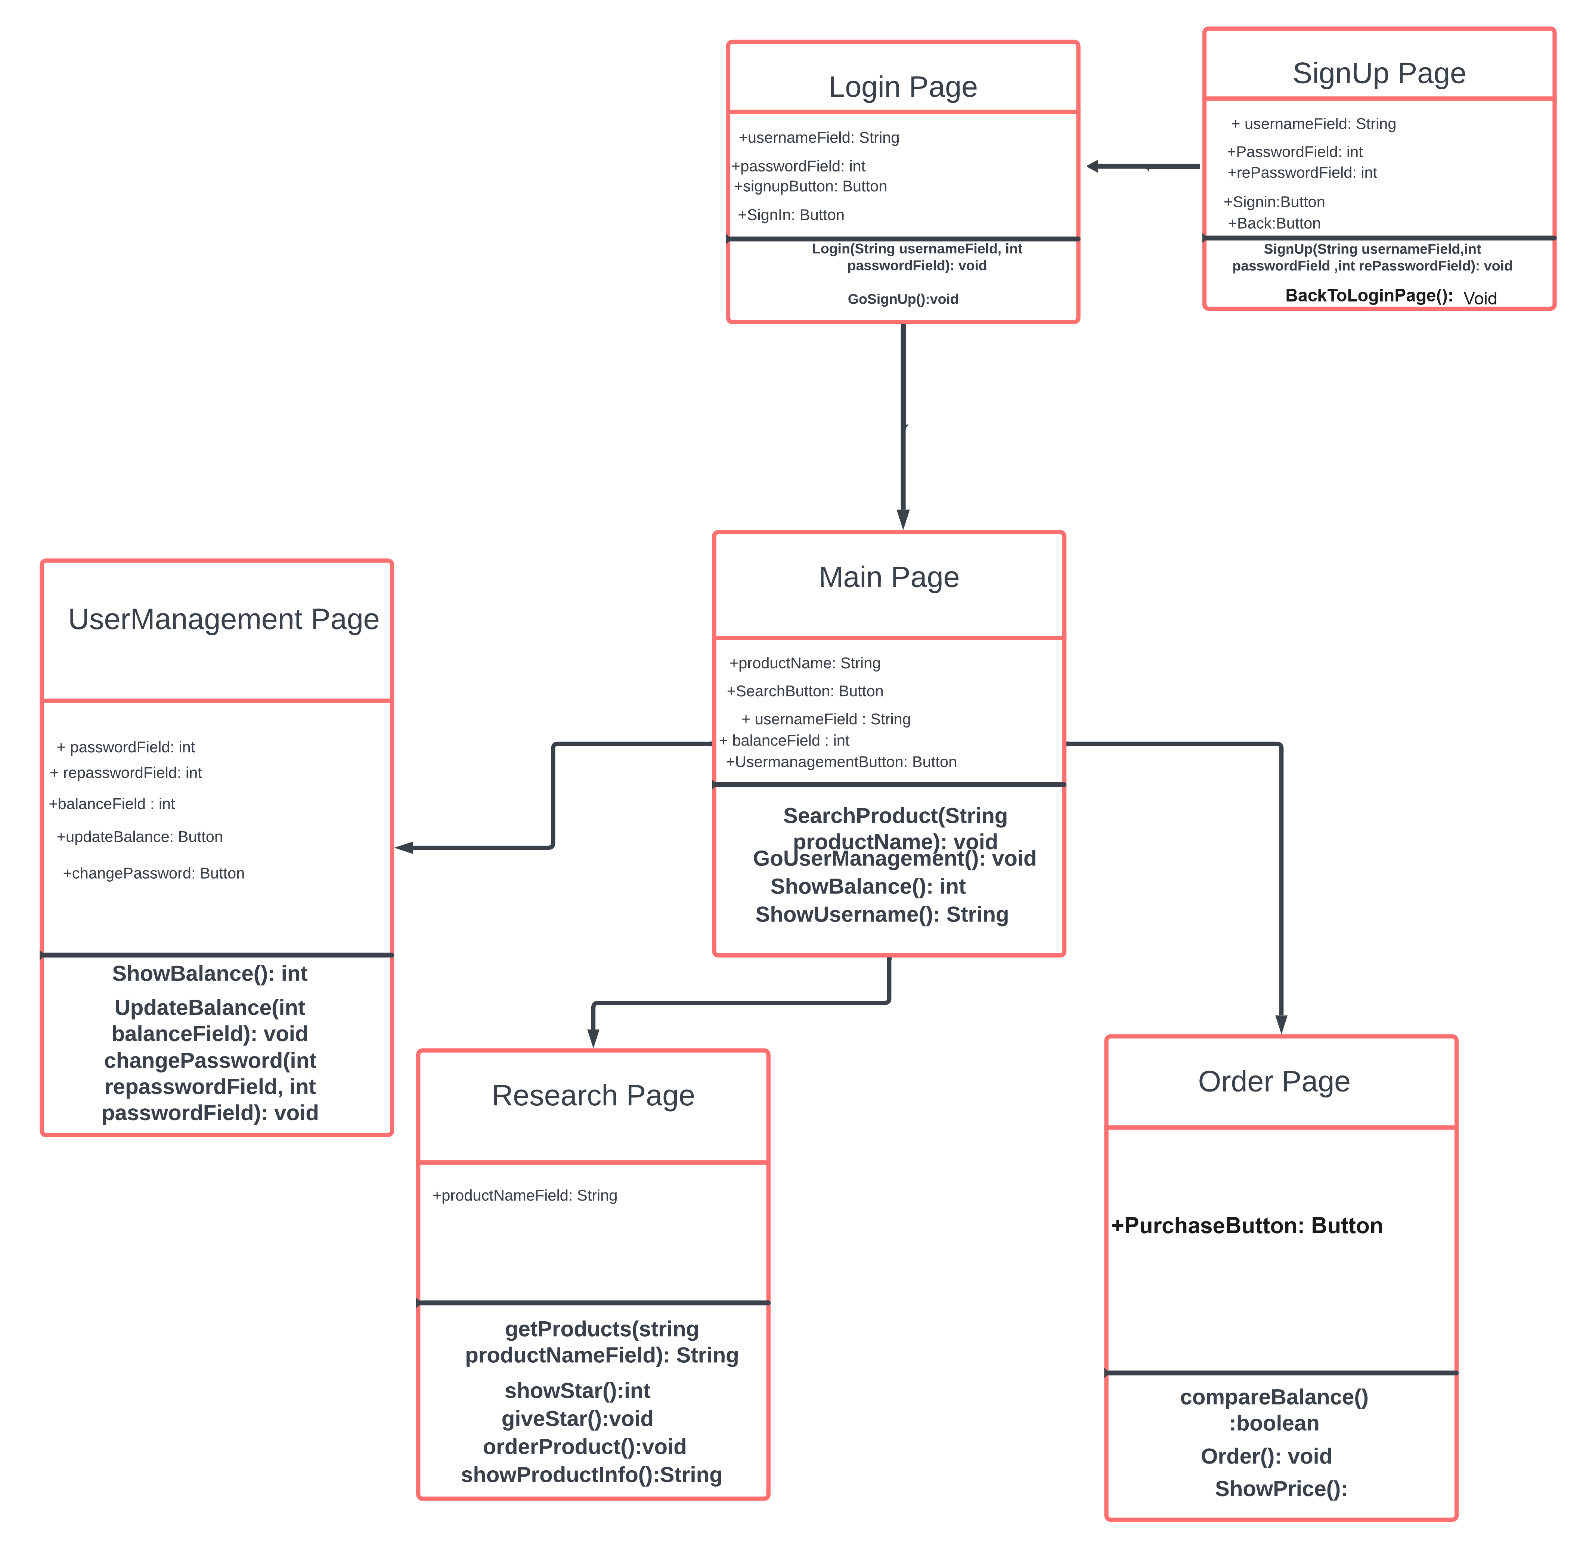 Login Page
+usernameField: String
+passwordField: int
+signupButton: Button
+SignIn: Button
Login(String usernameField, int
passwordField): void
GoSignUp():void
SignUp Page
+ usernameField: String
+PasswordField: int
+rePasswordField: int
+Signin:Button
+Back:Button
SignUp(String usernameField,int
passwordField ,int rePasswordField): void
BackToLoginPage(): Void
UserManagement Page
+ passwordField: int
+ repasswordField: int
+balanceField : int
+updateBalance: Button
+changePassword: Button
ShowBalance(): int
UpdateBalance(int
balanceField): void
changePassword(int
repasswordField, int
passwordField): void
Main Page
+productName: String
+SearchButton: Button
+ usernameField : String
+ balanceField : int
+UsermanagementButton: Button
SearchProduct(String
productName): void
GoUserManagement(): void
ShowBalance(): int
ShowUsername(): String
Research Page
+productNameField: String
getProducts(string
productNameField): String
showStar():int
giveStar():void
orderProduct():void
showProductInfo():String
Order Page
+PurchaseButton: Button
compareBalance()
:boolean
Order(): void
ShowPrice():